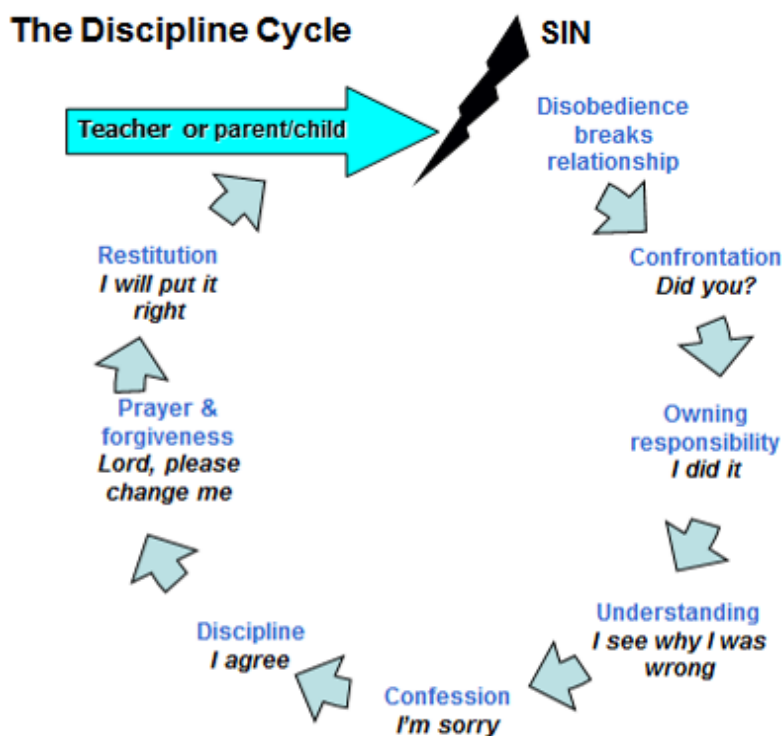 The Discipline Cycle
SIN
Teacher or parent/child
Disobedience
breaks
relationship
Confrontation
Did you?
Owning
responsibility
I did it
Understanding
I see why I was
wrong
Confession
I'm sorry
Discipline
I agree
Prayer &
forgiveness
Lord, please
change me
Restitution
I will put it
right